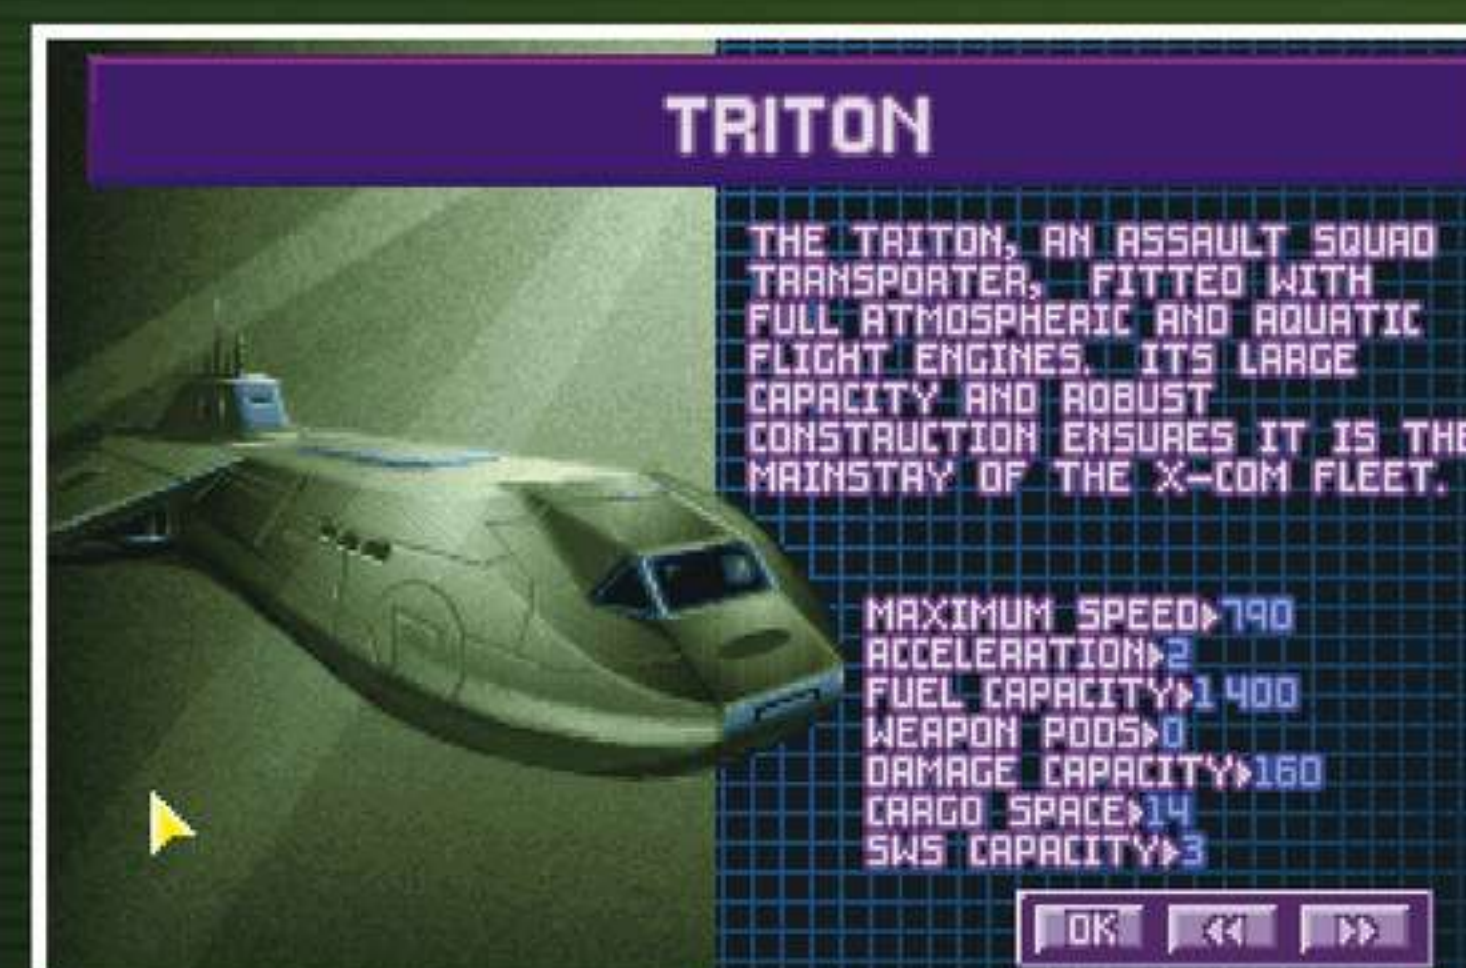 TRITON
THE TRITON, AN ASSAULT SQUAD
TRANSPORTER, FITTED WITH
FULL ATMOSPHERIC AND AQUATIC
FLIGHT ENGINES. ITS LARGE
CAPACITY AND ROBUST
CONSTRUCTION ENSURES IT IS THE
MAINSTAY OF THE X-COM FLEET.
MAXIMUM SPEED▸790
ACCELERATION▸2
FUEL CAPACITY▸1 400
WEAPON PODS▸0
DAMAGE CAPACITY▸160
CARGO SPACE▸14
SWS CAPACITY▸3
OK << >>